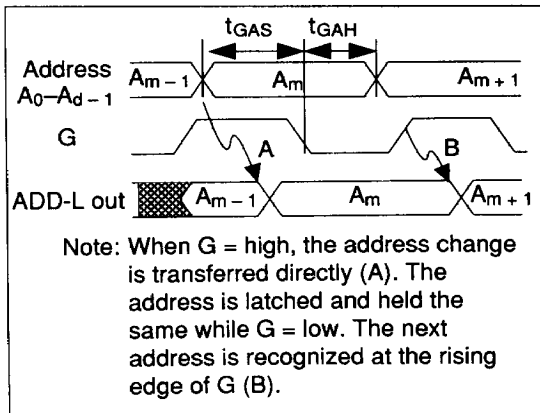 tGAS tGAH
Address
A0–Ad – 1
Am – 1 Am Am + 1
G
A B
ADD-L out
Am – 1 Am Am + 1
Note: When G = high, the address change
is transferred directly (A). The
address is latched and held the
same while G = low. The next
address is recognized at the rising
edge of G (B).